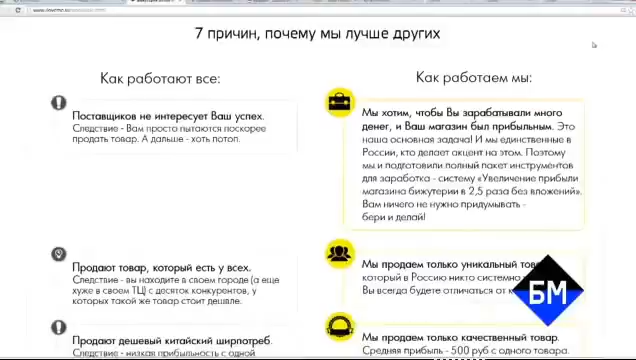 7 причин, почему мы лучше других
Как работают все:
Как работаем мы:
Поставщиков не интересует Ваш успех.
Следствие - Вам просто пытаются поскорее
продать товар. А дальше - хоть потоп.
Мы хотим, чтобы Вы зарабатывали много
денег, и Ваш магазин был прибыльным. Это
наша основная задача! И мы единственные в
России, кто делает акцент на этом. Поэтому
мы и подготовили полный пакет инструментов
для заработка - систему «Увеличение прибыли
магазина бижутерии в 2,5 раза без вложений».
Вам ничего не нужно придумывать -
бери и делай!
Продают товар, который есть у всех.
Следствие - вы находите в своем городе (а еще
хуже в своем ТЦ) с десяток конкурентов, у
которых такой же товар стоит дешвле.
Мы продаем только уникальный
который в Россию никто системно
Вы всегда будете отличаться от
БМ
Продают дешевый китайский ширпотреб.
Следствие - низкая прибыльность с одной
Мы продаем только качественный товар.
Средняя прибыль - 500 руб с одного товара.